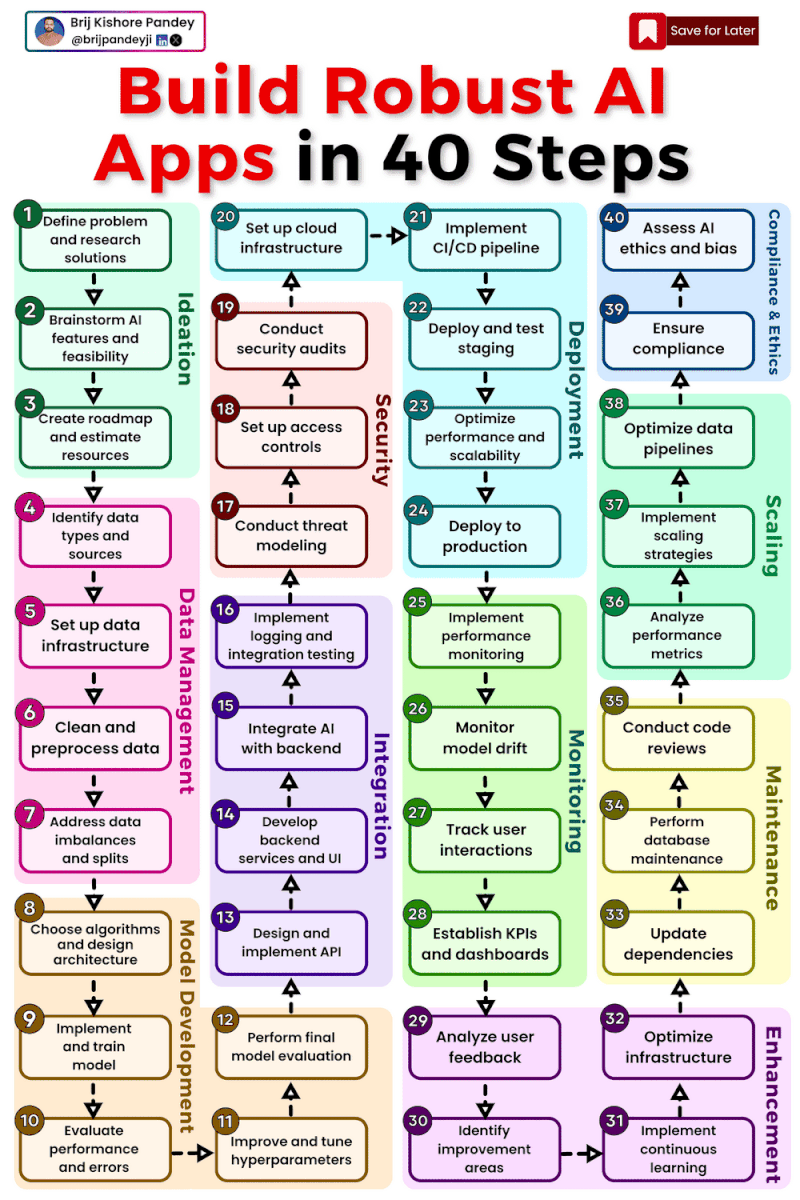 Brij Kishore Pandey
@brijpandeyji
Save for Later
Build Robust AI
Apps in 40 Steps
1
Define problem
and research
solutions
2
Brainstorm AI
features and
feasibility
3
Create roadmap
and estimate
resources
Ideation
4
Identify data
types and
sources
5
Set up data
infrastructure
6
Clean and
preprocess data
7
Address data
imbalances
and splits
Data Management
8
Choose algorithms
and design
architecture
9
Implement
and train
model
10
Evaluate
performance
and errors
11
Improve and tune
hyperparameters
12
Perform final
model evaluation
Model Development
13
Design and
implement API
14
Develop
backend
services and UI
15
Integrate AI
with backend
16
Implement
logging and
integration testing
Integration
17
Conduct threat
modeling
18
Set up access
controls
19
Conduct
security audits
Security
20
Set up cloud
infrastructure
21
Implement
CI/CD pipeline
22
Deploy and test
staging
23
Optimize
performance and
scalability
24
Deploy to
production
Deployment
25
Implement
performance
monitoring
26
Monitor
model drift
27
Track user
interactions
28
Establish KPIs
and dashboards
Monitoring
29
Analyze user
feedback
30
Identify
improvement
areas
31
Implement
continuous
learning
32
Optimize
infrastructure
Enhancement
33
Update
dependencies
34
Perform
database
maintenance
35
Conduct code
reviews
Maintenance
36
Analyze
performance
metrics
37
Implement
scaling
strategies
38
Optimize data
pipelines
Scaling
39
Ensure
compliance
40
Assess AI
ethics and bias
Compliance & Ethics